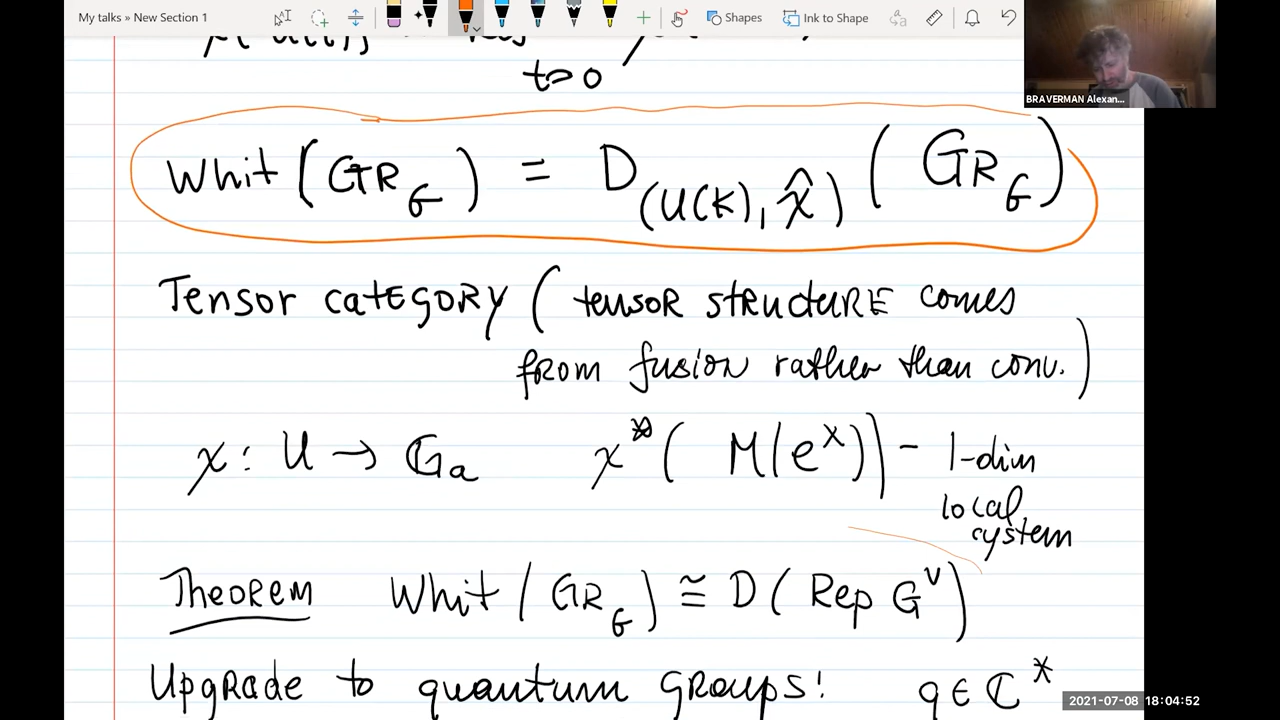 My talks » New Section 1
Shapes
Ink to Shape
BRAVERMAN Alexan...
t→0
Whit(GR_G) = D_(U(K), χ̂)(GR_G)
Tensor category (tensor structure comes
from fusion rather than conv.)
χ: U → G_a χ*(M(e^x)) - 1-dim
local
system
Theorem Whit(GR_G) ≅ D(Rep G^∨)
Upgrade to quantum groups! q ∈ C*
2021-07-08 18:04:52